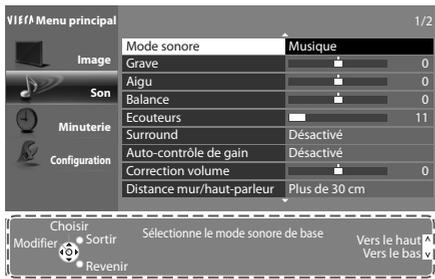 VIERA Menu principal 1/2
Image
Son
Minuterie
Configuration
Mode sonore Musique
Grave 0
Aigu 0
Balance 0
Ecouteurs 11
Surround Désactivé
Auto-contrôle de gain Désactivé
Correction volume 0
Distance mur/haut-parleur Plus de 30 cm
Choisir
Modifier
Sortir
Revenir
Sélectionne le mode sonore de base
Vers le haut
Vers le bas